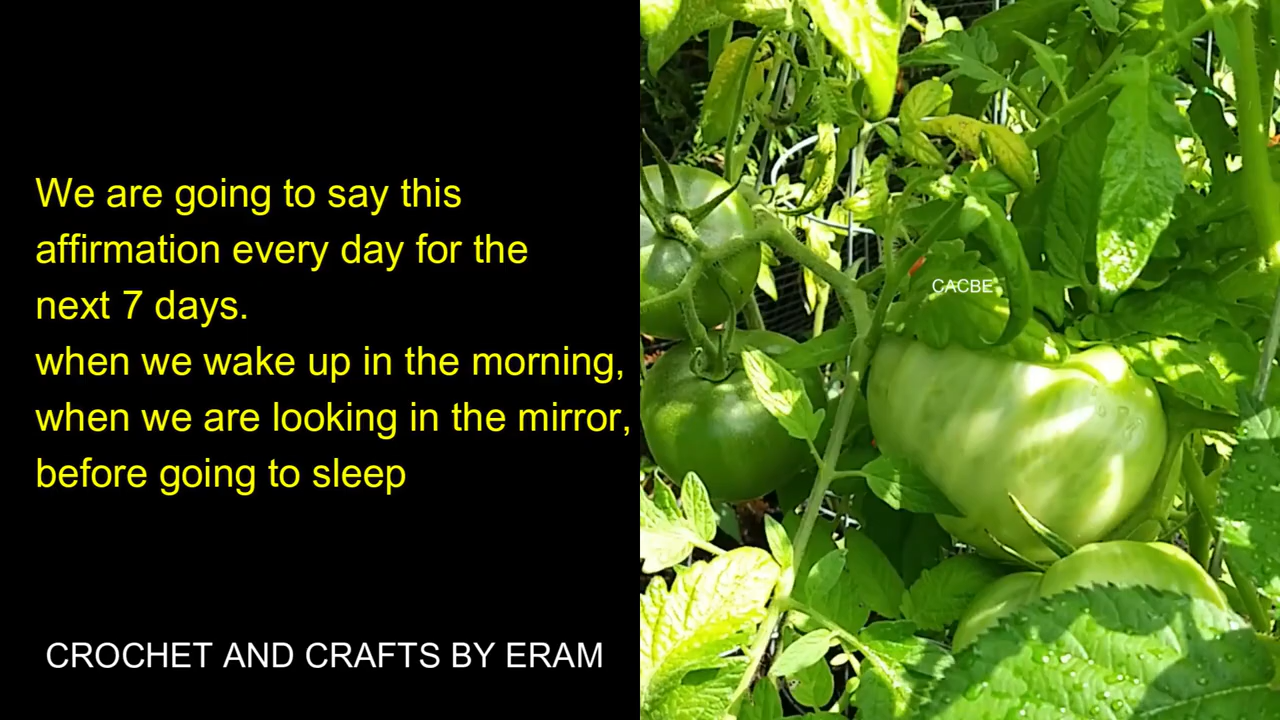 We are going to say this
affirmation every day for the
next 7 days.
when we wake up in the morning,
when we are looking in the mirror,
before going to sleep
CROCHET AND CRAFTS BY ERAM
CACBE